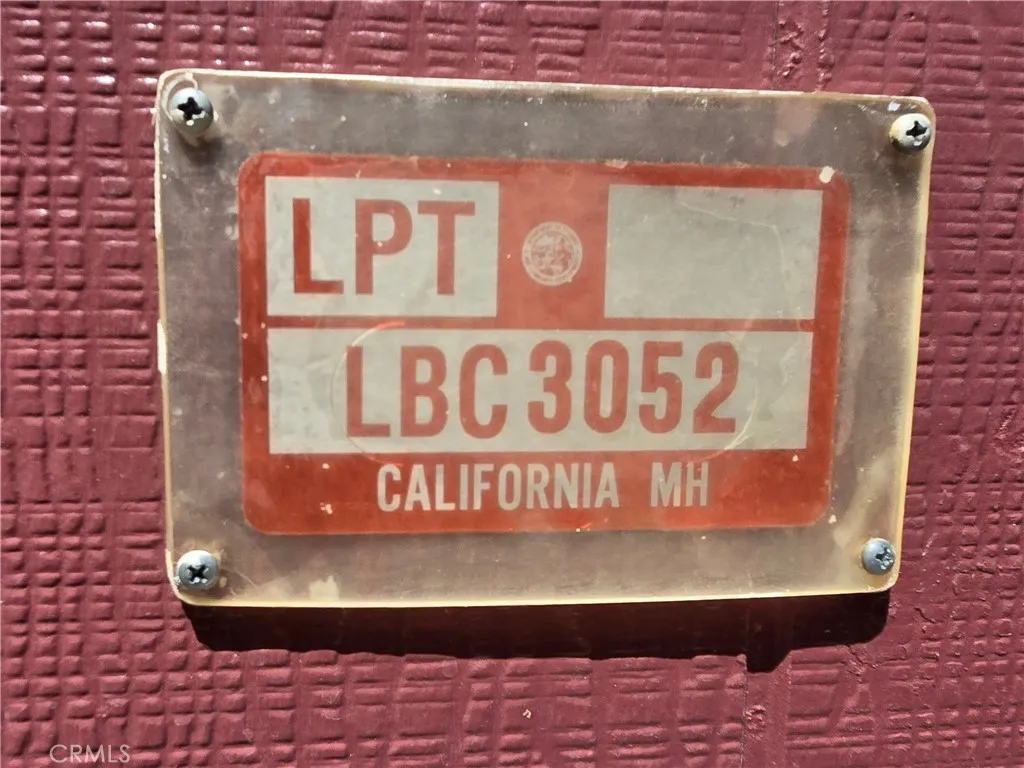 LPT
LBC 3052
CALIFORNIA MH
CRMLS